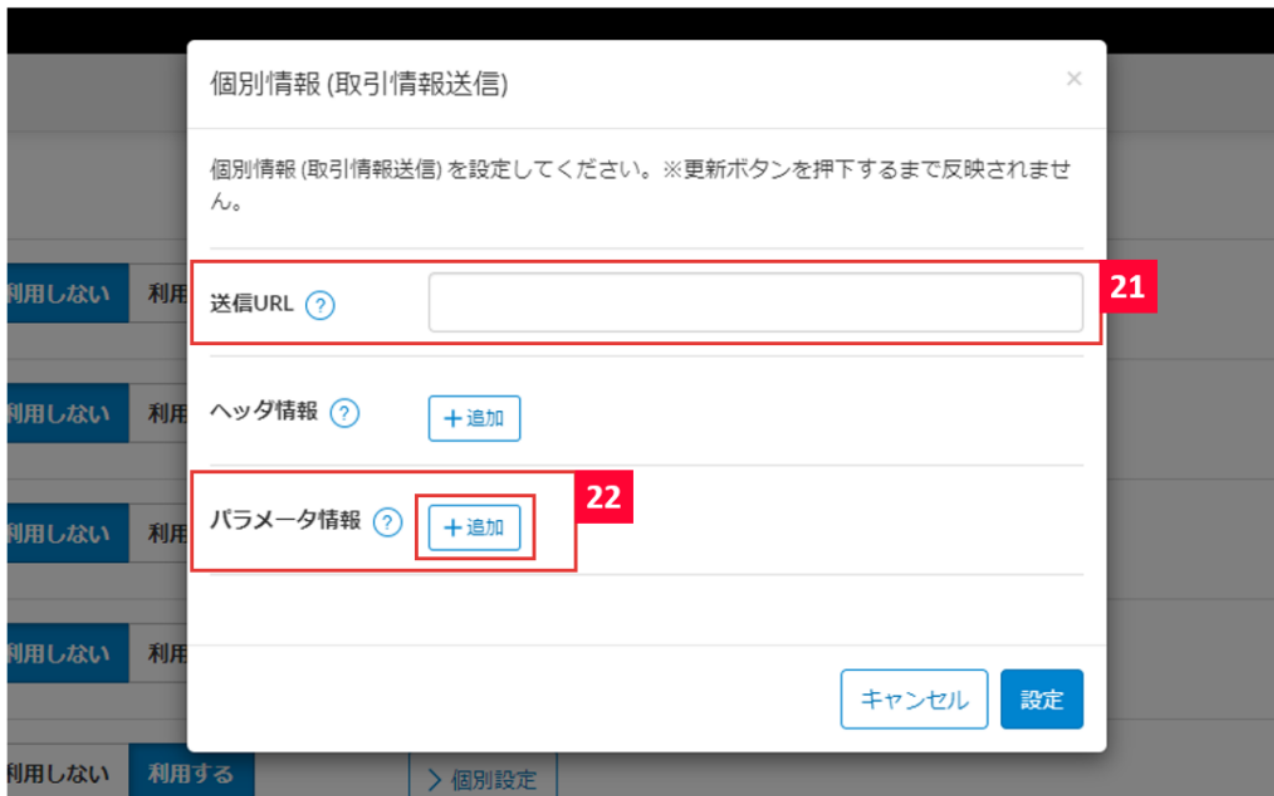 個別情報 (取引情報送信)
×
個別情報 (取引情報送信) を設定してください。※更新ボタンを押下するまで反映されませ
ん。
利用しない 利用
送信URL ?
21
利用しない 利用
ヘッダ情報 ? +追加
22
利用しない 利用
パラメータ情報 ? +追加
利用しない 利用
キャンセル 設定
利用しない 利用する > 個別設定